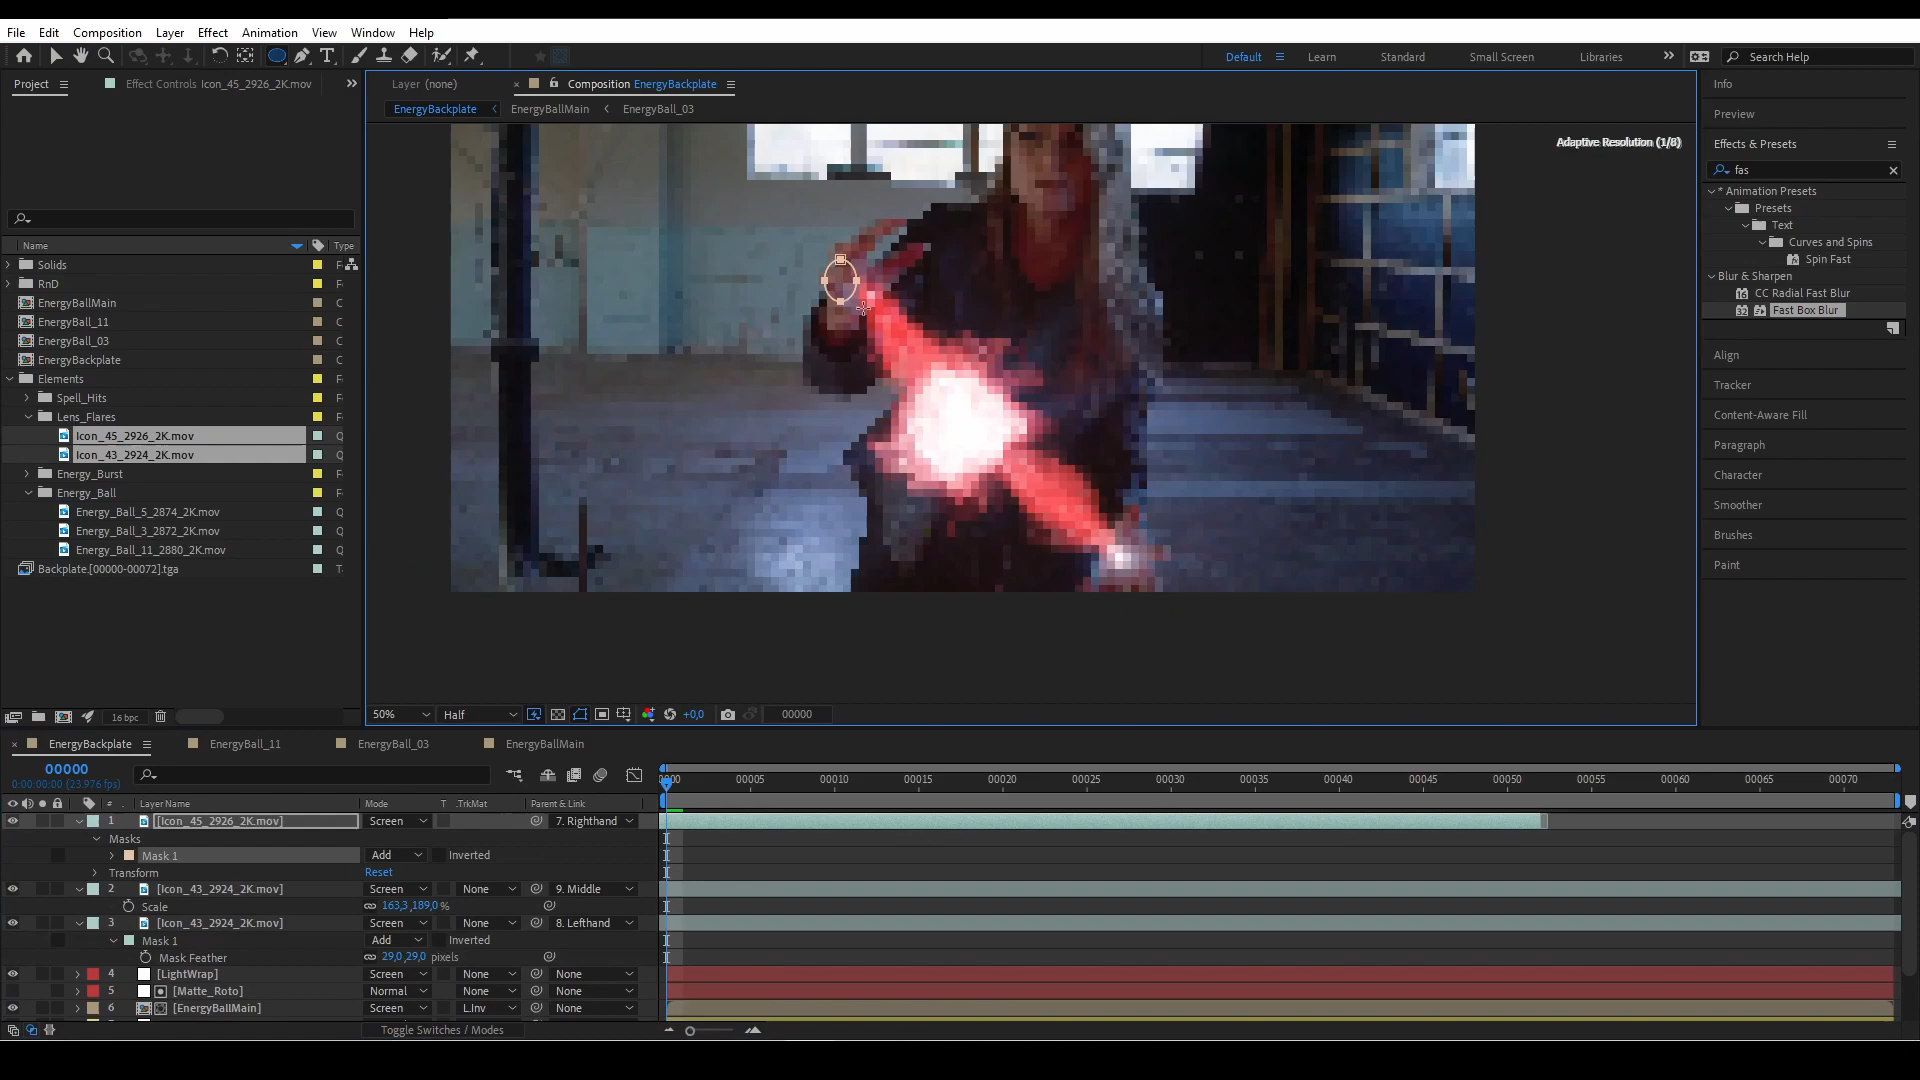 File Edit Composition Layer Effect Animation View Window Help
Default Learn Standard Small Screen Libraries Search Help
Project Effect Controls Icon_45_2926_2K.mov
Layer (none) Composition EnergyBackplate
EnergyBackplate EnergyBallMain EnergyBall_03
Adaptive Resolution (1/8)
Name Type
Solids F
RnD F
EnergyBallMain C
EnergyBall_11 C
EnergyBall_03 C
EnergyBackplate C
Elements F
Spell_Hits F
Lens_Flares F
Icon_45_2926_2K.mov Q
Icon_43_2924_2K.mov Q
Energy_Burst F
Energy_Ball F
Energy_Ball_5_2874_2K.mov Q
Energy_Ball_3_2872_2K.mov Q
Energy_Ball_11_2880_2K.mov Q
Backplate.[00000-00072].tga T
16 bpc
50% Half +0,0 00000
Info
Preview
Effects & Presets
fas
* Animation Presets
Presets
Text
Curves and Spins
Spin Fast
Blur & Sharpen
CC Radial Fast Blur
Fast Box Blur
Align
Tracker
Content-Aware Fill
Paragraph
Character
Smoother
Brushes
Paint
EnergyBackplate EnergyBall_11 EnergyBall_03 EnergyBallMain
00000
0:00:00:00 (23.976 fps)
0000 00005 00010 00015 00020 00025 00030 00035 00040 00045 00050 00055 00060 00065 00070
# Layer Name Mode T .TrkMat Parent & Link
1 [Icon_45_2926_2K.mov] Screen 7. Righthand
Masks
Mask 1 Add Inverted
Transform Reset
2 [Icon_43_2924_2K.mov] Screen None 9. Middle
Scale 163,3,189,0 %
3 [Icon_43_2924_2K.mov] Screen None 8. Lefthand
Mask 1 Add Inverted
Mask Feather 29,0,29,0 pixels
4 [LightWrap] Screen None None
5 [Matte_Roto] Normal None None
6 [EnergyBallMain] Screen L.Inv None
Toggle Switches / Modes